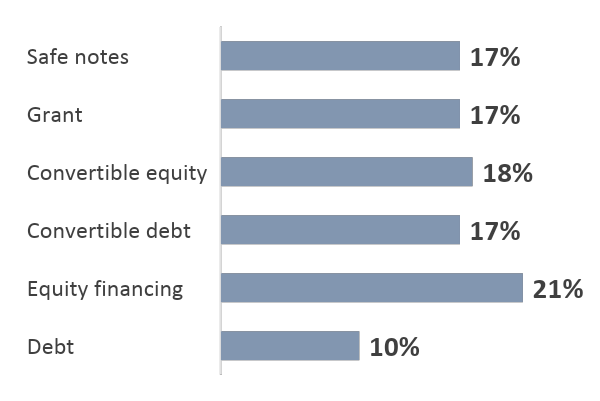 Safe notes 17%
Grant 17%
Convertible equity 18%
Convertible debt 17%
Equity financing 21%
Debt 10%